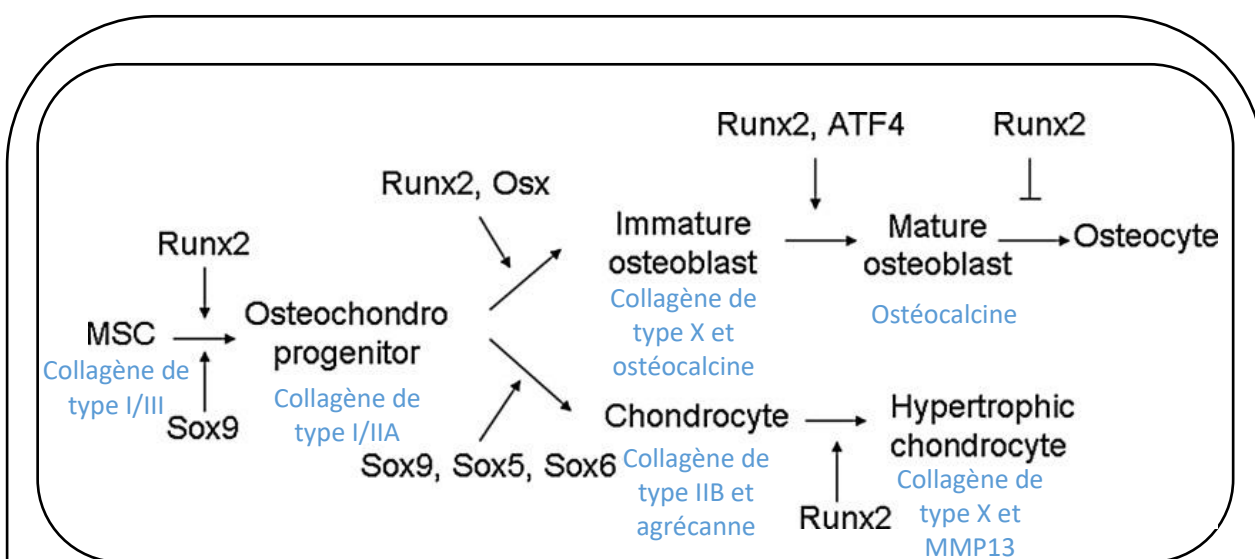 Runx2, ATF4
Runx2
Runx2, Osx
Immature
osteoblast
Mature
osteoblast
Osteocyte
Collagène de
type X et
ostéocalcine
Ostéocalcine
Runx2
MSC
Collagène de
type I/III
Osteochondro
progenitor
Collagène de
type I/IIA
Sox9
Sox9, Sox5, Sox6
Chondrocyte
Collagène de
type IIB et
agrécanne
Hypertrophic
chondrocyte
Collagène de
type X et
MMP13
Runx2